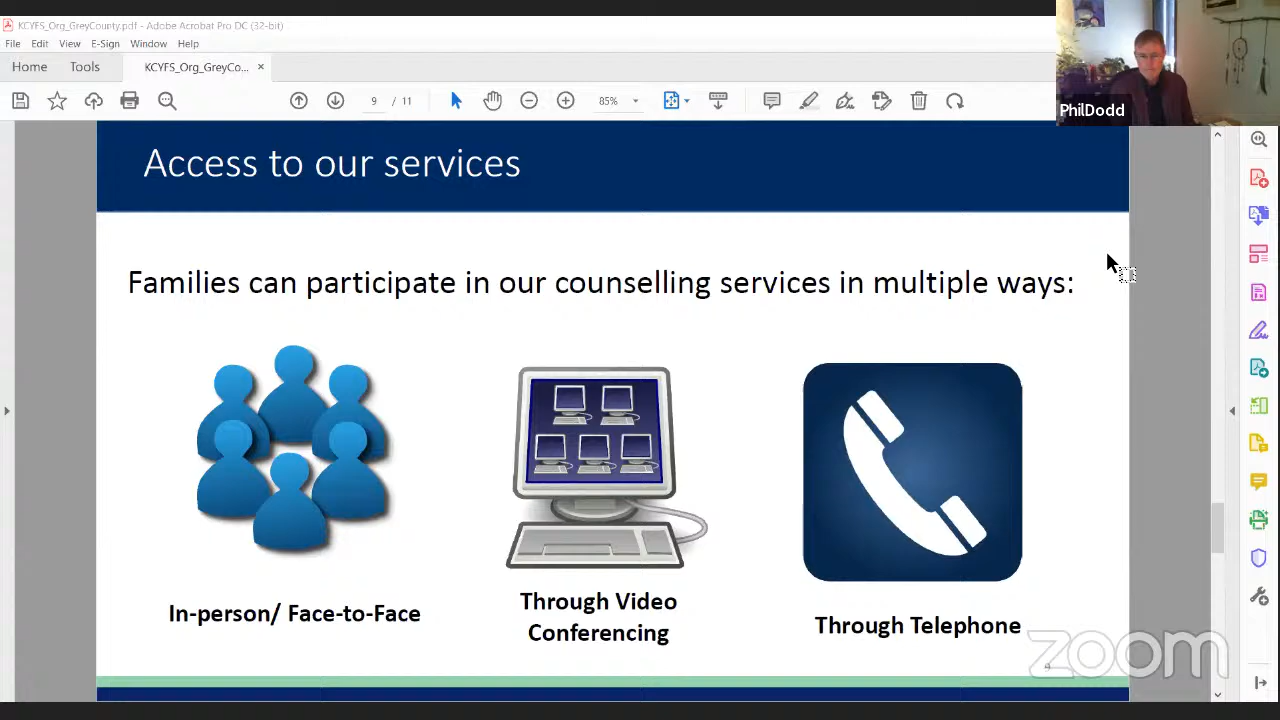 KCYFS_Org_GreyCounty.pdf - Adobe Acrobat Pro DC (32-bit)
File Edit View E-Sign Window Help
Home Tools KCYFS_Org_GreyCo... ×
9 / 11 85%
PhilDodd
Access to our services
Families can participate in our counselling services in multiple ways:
In-person/ Face-to-Face
Through Video
Conferencing
Through Telephone
zoom
9